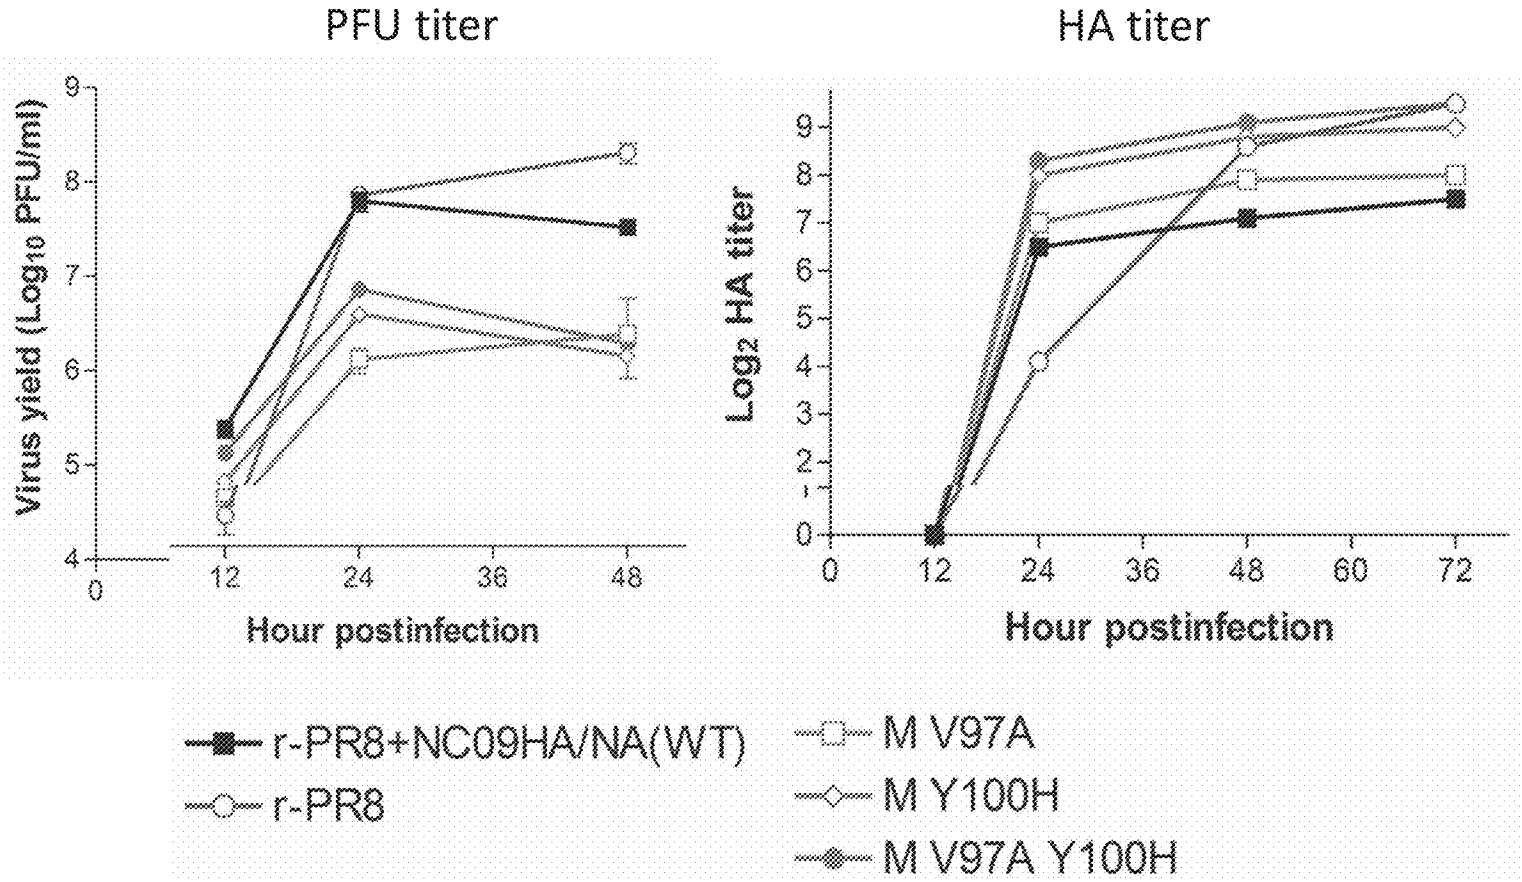 PFU titer
HA titer
Virus yield (Log10 PFU/ml)
9
8
7
6
5
4
0
12
24
36
48
Hour postinfection
Log2 HA titer
9
8
7
6
5
4
3
2
1
0
0
12
24
36
48
60
72
Hour postinfection
r-PR8+NC09HA/NA(WT)
r-PR8
M V97A
M Y100H
M V97A Y100H